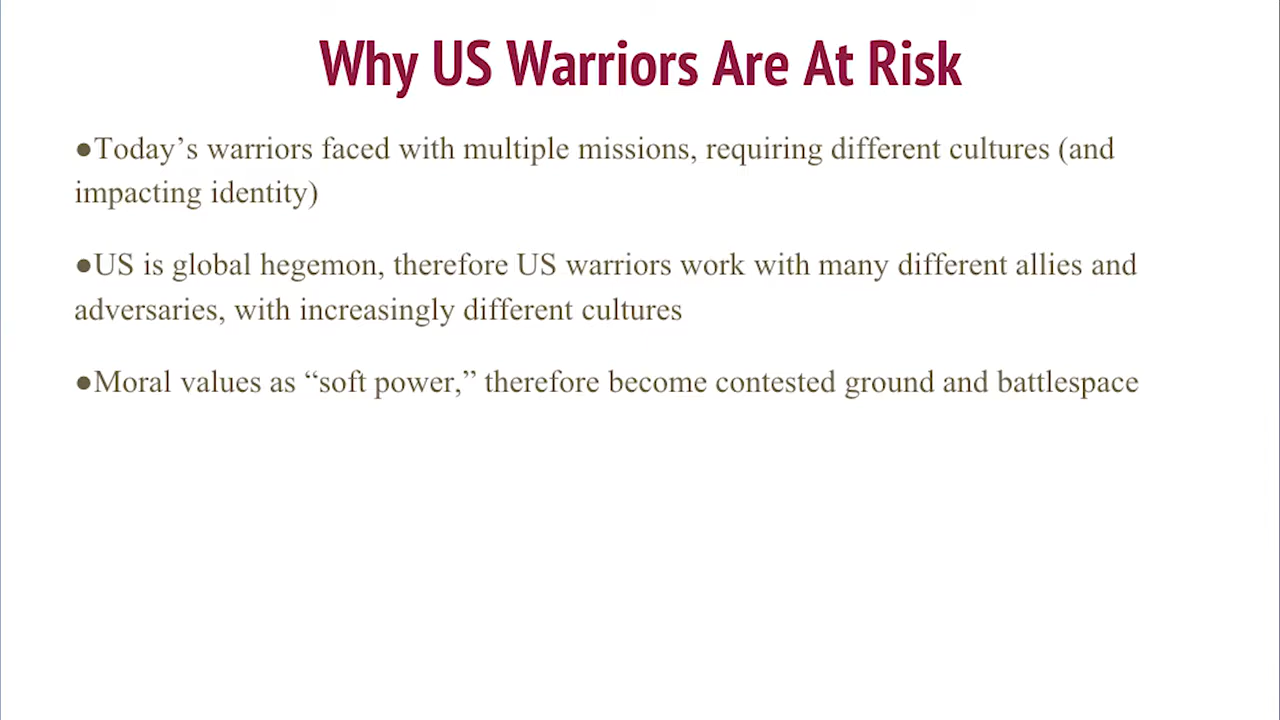 Why US Warriors Are At Risk
●Today’s warriors faced with multiple missions, requiring different cultures (and
impacting identity)
●US is global hegemon, therefore US warriors work with many different allies and
adversaries, with increasingly different cultures
●Moral values as “soft power,” therefore become contested ground and battlespace